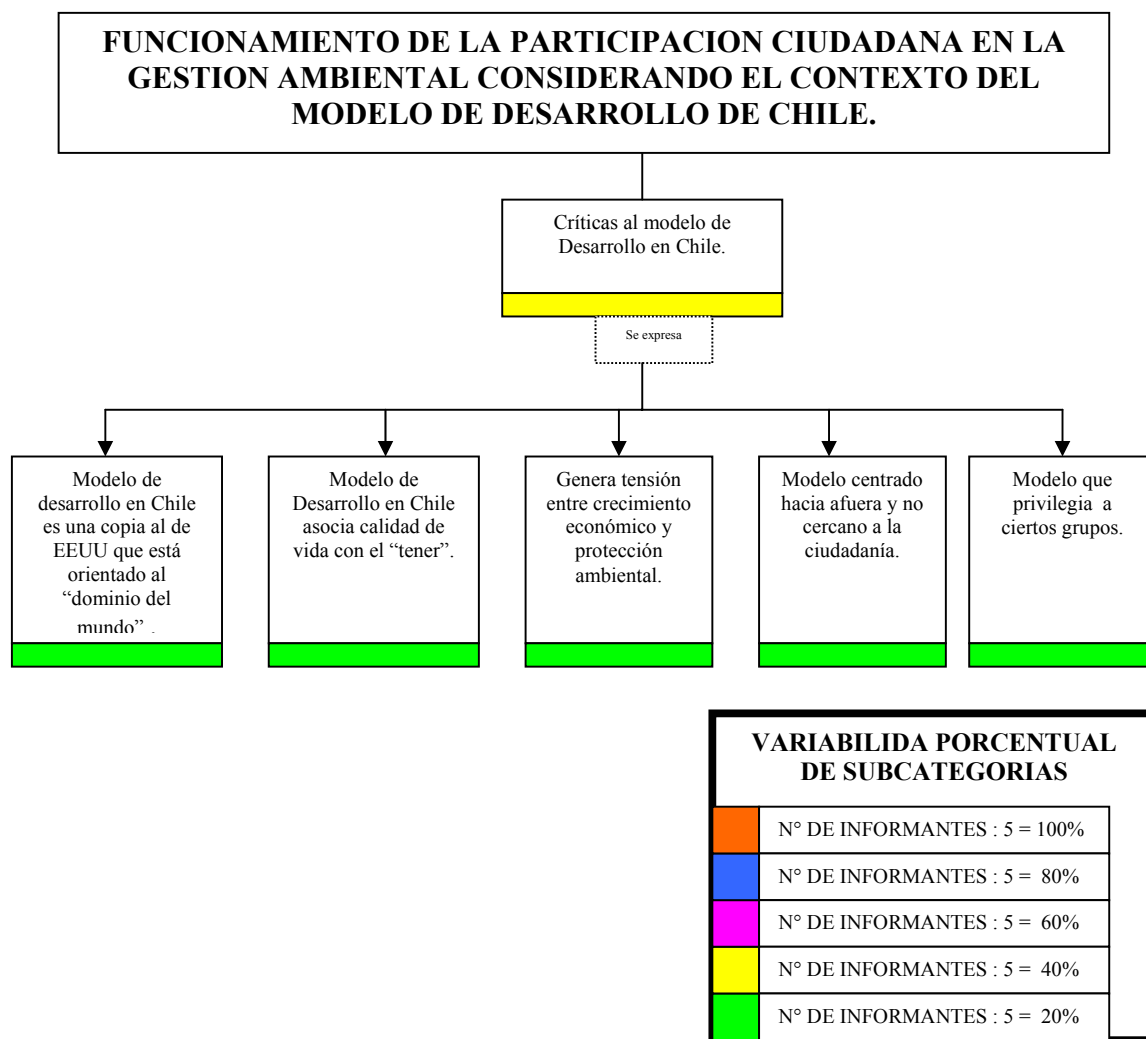 FUNCIONAMIENTO DE LA PARTICIPACION CIUDADANA EN LA
GESTION AMBIENTAL CONSIDERANDO EL CONTEXTO DEL
MODELO DE DESARROLLO DE CHILE.
Críticas al modelo de
Desarrollo en Chile.
Se expresa
Modelo de
desarrollo en Chile
es una copia al de
EEUU que está
orientado al
“dominio del
mundo” .
Modelo de
Desarrollo en Chile
asocia calidad de
vida con el “tener”.
Genera tensión
entre crecimiento
económico y
protección
ambiental.
Modelo centrado
hacia afuera y no
cercano a la
ciudadanía.
Modelo que
privilegia a
ciertos grupos.
VARIABILIDA PORCENTUAL
DE SUBCATEGORIAS
N° DE INFORMANTES : 5 = 100%
N° DE INFORMANTES : 5 = 80%
N° DE INFORMANTES : 5 = 60%
N° DE INFORMANTES : 5 = 40%
N° DE INFORMANTES : 5 = 20%